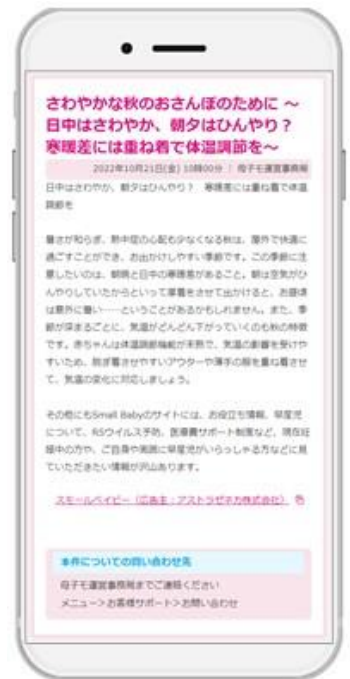 さわやかな秋のおさんぽのために ～
日中はさわやか、朝夕はひんやり？
寒暖差には重ね着で体温調節を～
2022年10月21日(金) 10時00分 ｜ 母子モ運営事務局
日中はさわやか、朝夕はひんやり？ 寒暖差には重ね着で体温
調節を
暑さが和らぎ、熱中症の心配も少なくなる秋は、屋外で快適に
過ごすことができ、お出かけしやすい季節です。この季節に注
意したいのは、朝晩と日中の寒暖差があること。朝は空気がひ
んやりしていたからといって厚着をさせて出かけると、お昼頃
は意外に暑い……ということがあるかもしれません。また、季
節が深まるごとに、気温がどんどん下がっていくのも秋の特徴
です。赤ちゃんは体温調節機能が未熟で、気温の影響を受けや
すいため、脱ぎ着させやすいアウターや薄手の服を重ね着させ
て、気温の変化に対応しましょう。
その他にもSmall Babyのサイトには、お役立ち情報、早産児
について、RSウイルス予防、医療費サポート制度など、現在妊
娠中の方や、ご自身や周囲に早産児がいらっしゃる方などに見
ていただきたい情報が沢山あります。
スモールベイビー（広告主：アストラゼネカ株式会社）
本件についての問い合わせ先
母子モ運営事務局までご連絡ください
メニュー＞お客様サポート＞お問い合わせ